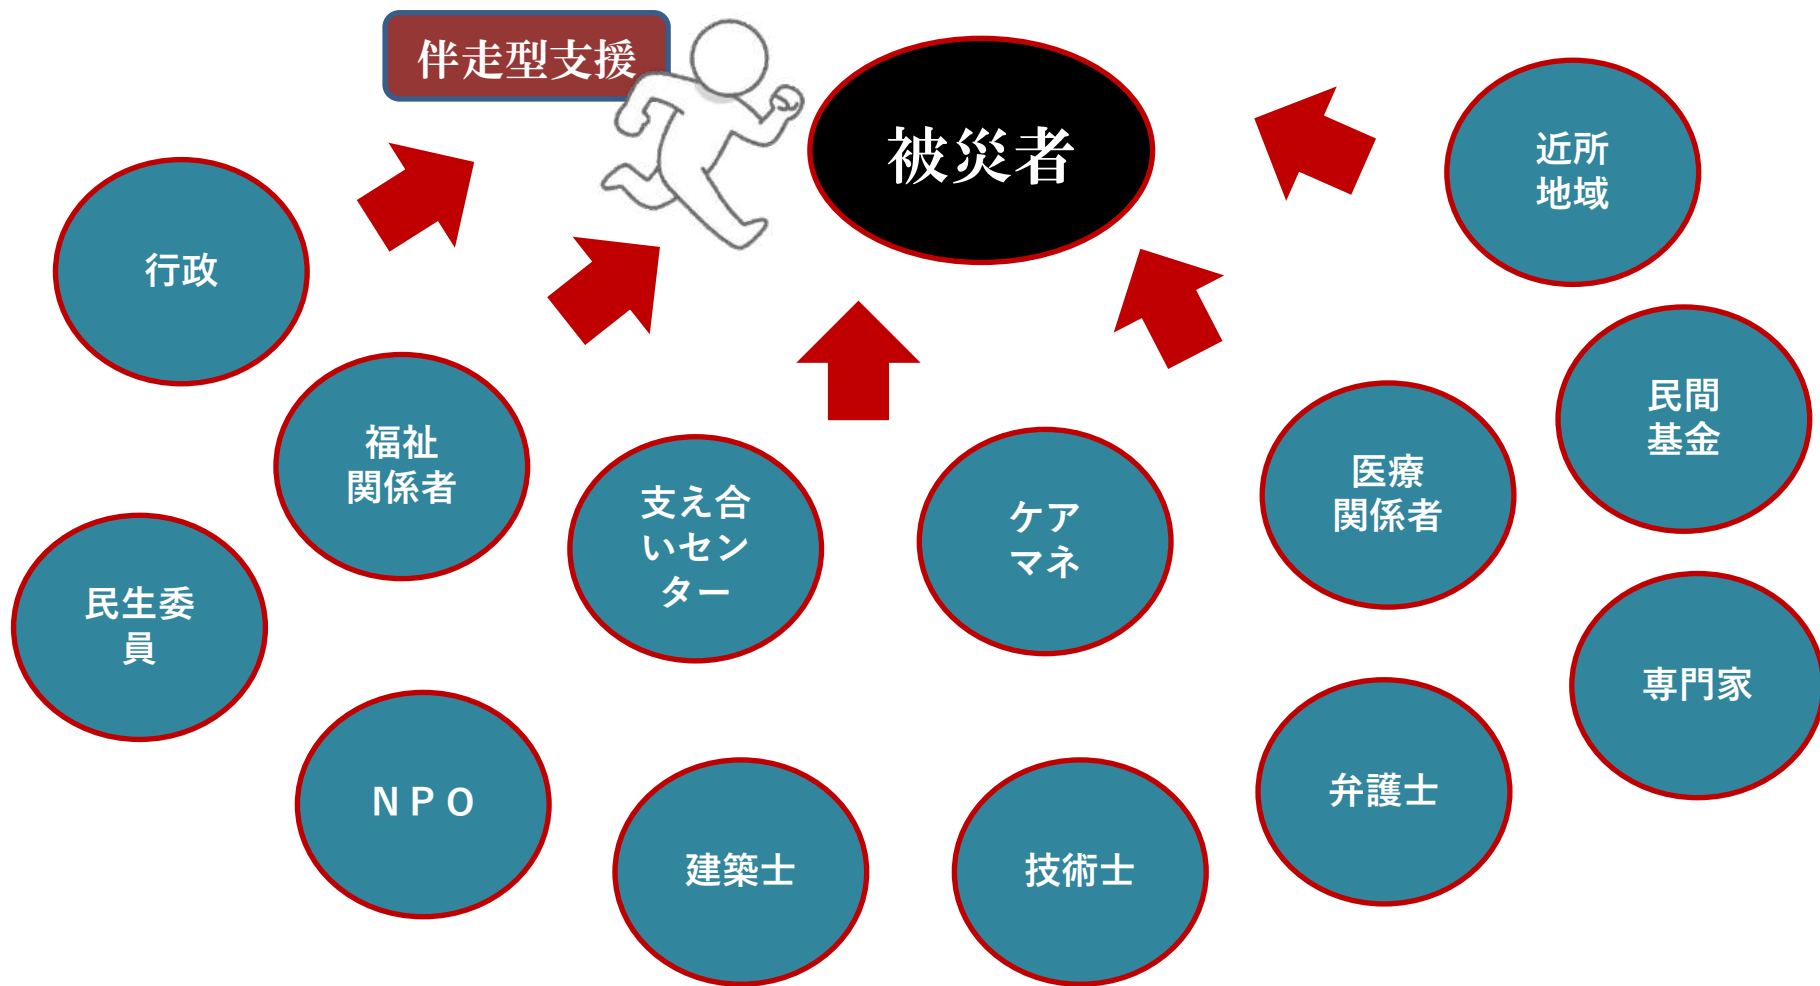 伴走型支援
被災者
近所
地域
行政
民間
基金
福祉
関係者
医療
関係者
支え合
いセン
ター
ケア
マネ
民生委
員
専門家
ＮＰＯ
弁護士
建築士
技術士